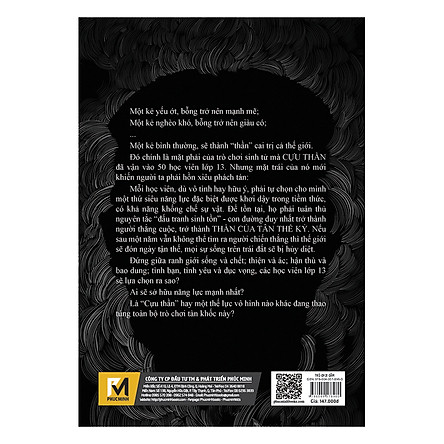 Một kẻ yếu ớt, bỗng trở nên mạnh mẽ;
Một kẻ nghèo khó, bỗng trở nên giàu có;
...
Một kẻ bình thường, sẽ thành “thần” cai trị cả thế giới.
Đó chính là mặt phải của trò chơi sinh tử mà CỰU THẦN
đã vận vào 50 học viên lớp 13. Nhưng mặt trái của nó mới
khiến người ta phải hồn xiêu phách tán:
Mỗi học viên, dù vô tình hay hữu ý, phải tự chọn cho mình
một thứ siêu năng lực đặc biệt được khơi dậy trong tiềm thức,
có khả năng khống chế sự vật. Để tồn tại, họ phải tuân thủ
nguyên tắc “đấu tranh sinh tồn” - con đường duy nhất trở thành
người thắng cuộc, trở thành THẦN CỦA TÂN THẾ KỶ. Nếu
sau một năm vẫn không thể tìm ra người chiến thắng thì thế giới
sẽ đón ngày tận thế, mọi sự sống trên trái đất sẽ bị hủy diệt.
Đứng giữa ranh giới sống và chết; thiện và ác; hận thù và
bao dung; tình bạn, tình yêu và dục vọng, các học viên lớp 13
sẽ lựa chọn ra sao?
Ai sẽ sở hữu năng lực mạnh nhất?
Là “Cựu thần” hay một thế lực vô hình nào khác đang thao
túng toàn bộ trò chơi tàn khốc này?
PHUCMINH
CÔNG TY CP ĐẦU TƯ TM & PHÁT TRIỂN PHÚC MINH
Giá: 147.000đ